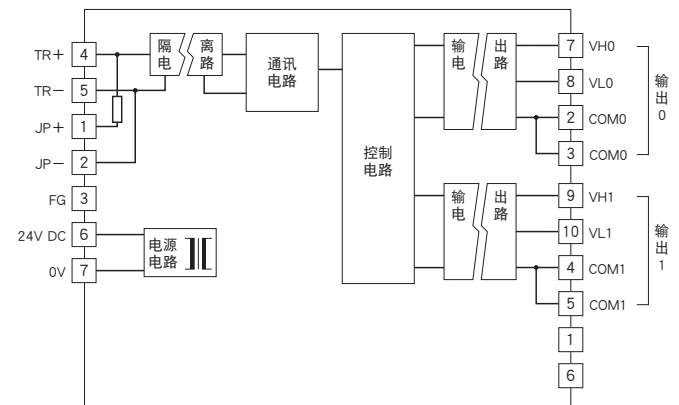 TR+ 4
TR− 5
JP+ 1
JP− 2
FG 3
24V DC 6
0V 7
隔 离
电 路
通讯
电路
电源
电路
控制
电路
输 出
电 路
输 出
电 路
7 VH0
8 VL0
2 COM0
3 COM0
输出0
9 VH1
10 VL1
4 COM1
5 COM1
输出1
1
6